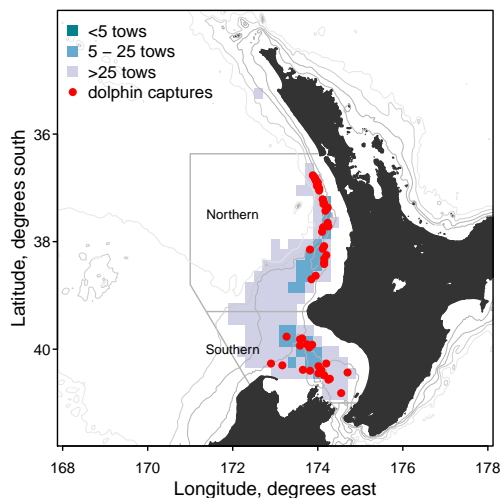 <5 tows
5 – 25 tows
>25 tows
dolphin captures
36
38
40
Latitude, degrees south
Northern
Southern
168
170
172
174
176
178
Longitude, degrees east